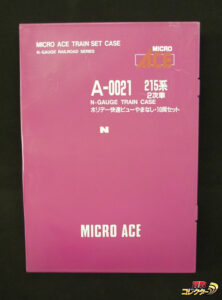 MICRO ACE TRAIN SET CASE
N-GAUGE RAILROAD SERIES
MICRO
ACE
A-0021 215系
2次車
N-GAUGE TRAIN CASE
ホリデー快速ビューやまなし・10両セット
N
MICRO ACE
コレクター